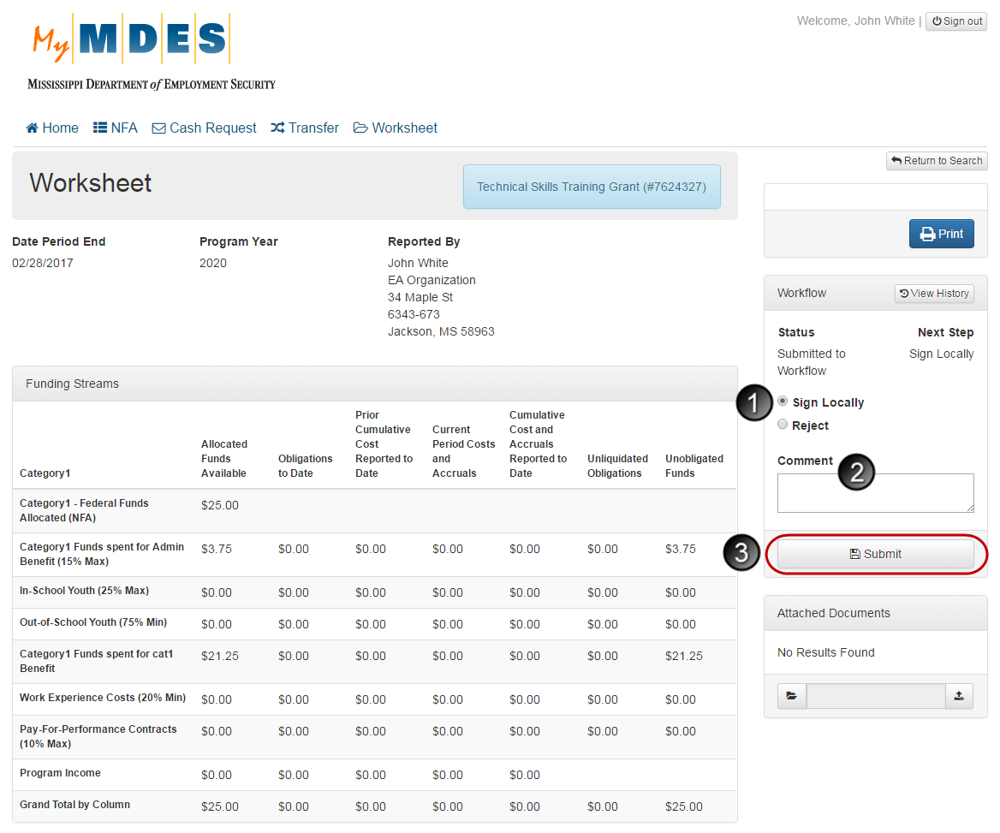 My MDES
Mississippi Department of Employment Security
Welcome, John White |
Sign out
Home
NFA
Cash Request
Transfer
Worksheet
Return to Search
Worksheet
Technical Skills Training Grant (#7624327)
Print
Date Period End
02/28/2017
Program Year
2020
Reported By
John White
EA Organization
34 Maple St
6343-673
Jackson, MS 58963
Workflow
View History
Status
Submitted to
Workflow
Next Step
Sign Locally
1
Sign Locally
Reject
Comment
2
3
Submit
Attached Documents
No Results Found
Funding Streams
Category1
Allocated
Funds
Available
Obligations
to Date
Prior
Cumulative
Cost
Reported to
Date
Current
Period Costs
and
Accruals
Cumulative
Cost and
Accruals
Reported to
Date
Unliquidated
Obligations
Unobligated
Funds
Category1 - Federal Funds
Allocated (NFA)
$25.00
Category1 Funds spent for Admin
Benefit (15% Max)
$3.75 $0.00 $0.00 $0.00 $0.00 $0.00 $3.75
In-School Youth (25% Max)
$0.00 $0.00 $0.00 $0.00 $0.00 $0.00 $0.00
Out-of-School Youth (75% Min)
$0.00 $0.00 $0.00 $0.00 $0.00 $0.00 $0.00
Category1 Funds spent for cat1
Benefit
$21.25 $0.00 $0.00 $0.00 $0.00 $0.00 $21.25
Work Experience Costs (20% Min)
$0.00 $0.00 $0.00 $0.00 $0.00 $0.00 $0.00
Pay-For-Performance Contracts
(10% Max)
$0.00 $0.00 $0.00 $0.00 $0.00 $0.00 $0.00
Program Income
$0.00 $0.00 $0.00 $0.00 $0.00
Grand Total by Column
$25.00 $0.00 $0.00 $0.00 $0.00 $0.00 $25.00